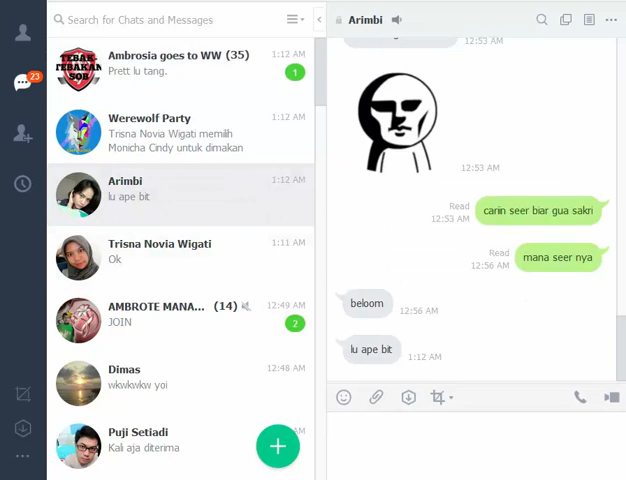 Search for Chats and Messages
23
Ambrosia goes to WW (35)
1:12 AM
Prett lu tang.
1
TEBAK-
TEBAKAN
SOB
Werewolf Party
1:12 AM
Trisna Novia Wigati memilih
Monicha Cindy untuk dimakan
Arimbi
1:12 AM
lu ape bit
Trisna Novia Wigati
1:11 AM
Ok
AMBROTE MANA... (14)
12:49 AM
JOIN
2
Dimas
12:48 AM
wkwkwkw yoi
Puji Setiadi
AM
Kali aja diterima
Arimbi
12:53 AM
12:53 AM
Read
12:53 AM
cariin seer biar gua sakri
Read
12:56 AM
mana seer nya
beloom
12:56 AM
lu ape bit
1:12 AM